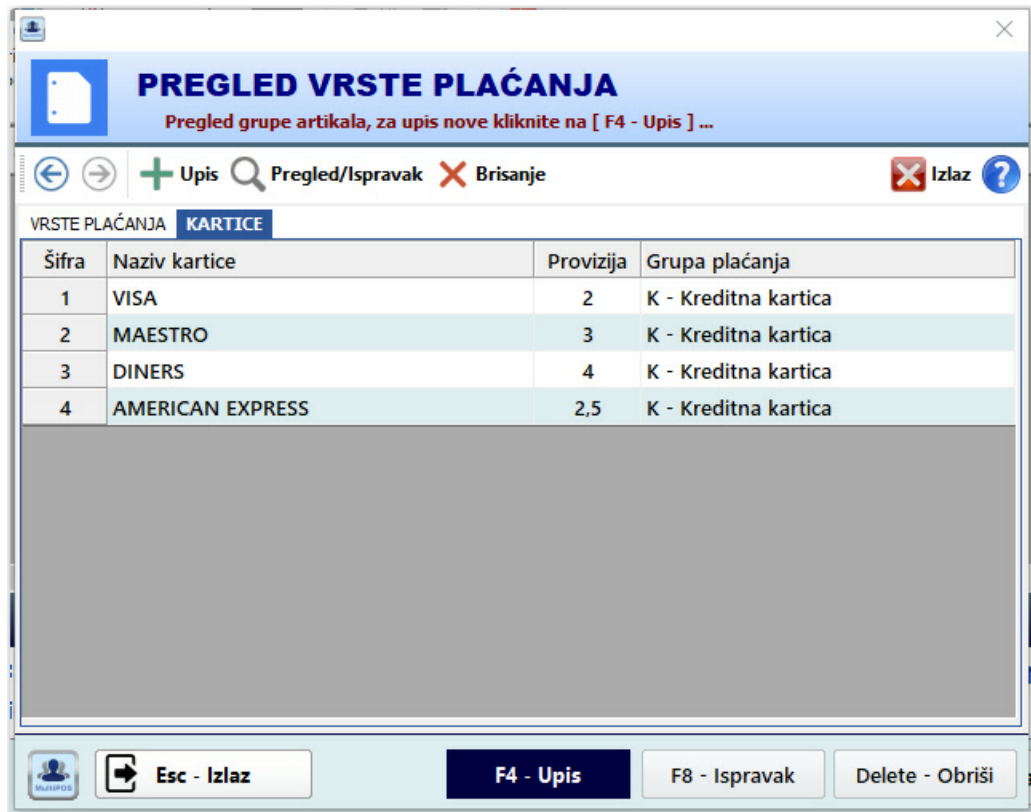 PREGLED VRSTE PLAĆANJA
Pregled grupe artikala, za upis nove kliknite na [ F4 - Upis ] ...
Upis Pregled/Ispravak Brisanje Izlaz ?
VRSTE PLAĆANJA KARTICE
Šifra Naziv kartice Provizija Grupa plaćanja
1 VISA 2 K - Kreditna kartica
2 MAESTRO 3 K - Kreditna kartica
3 DINERS 4 K - Kreditna kartica
4 AMERICAN EXPRESS 2,5 K - Kreditna kartica
MultiPOS Esc - Izlaz F4 - Upis F8 - Ispravak Delete - Obriši